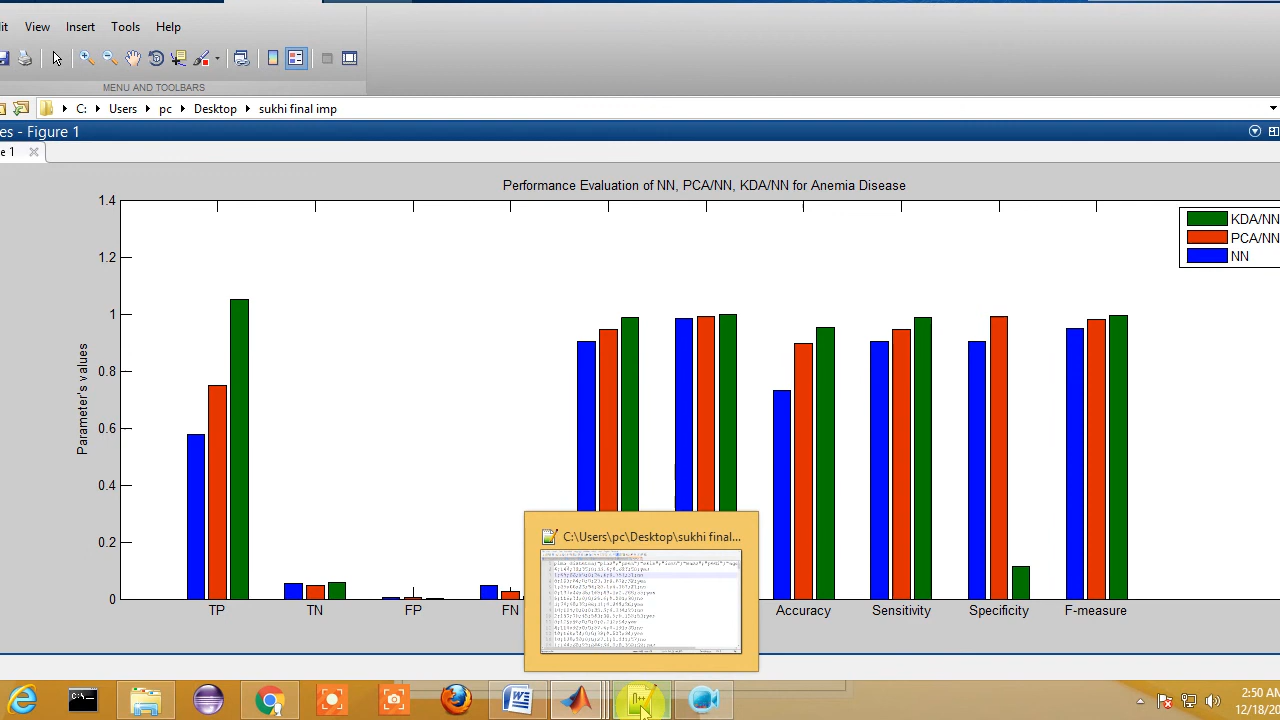 it View Insert Tools Help
MENU AND TOOLBARS
C: Users pc Desktop sukhi final imp
es - Figure 1
e 1
Performance Evaluation of NN, PCA/NN, KDA/NN for Anemia Disease
1.4
1.2
1
0.8
0.6
0.4
0.2
0
Parameter's values
KDA/NN
PCA/NN
NN
TP TN FP FN Accuracy Sensitivity Specificity F-measure
C:\Users\pc\Desktop\sukhi final...
2:50 AM
12/18/20